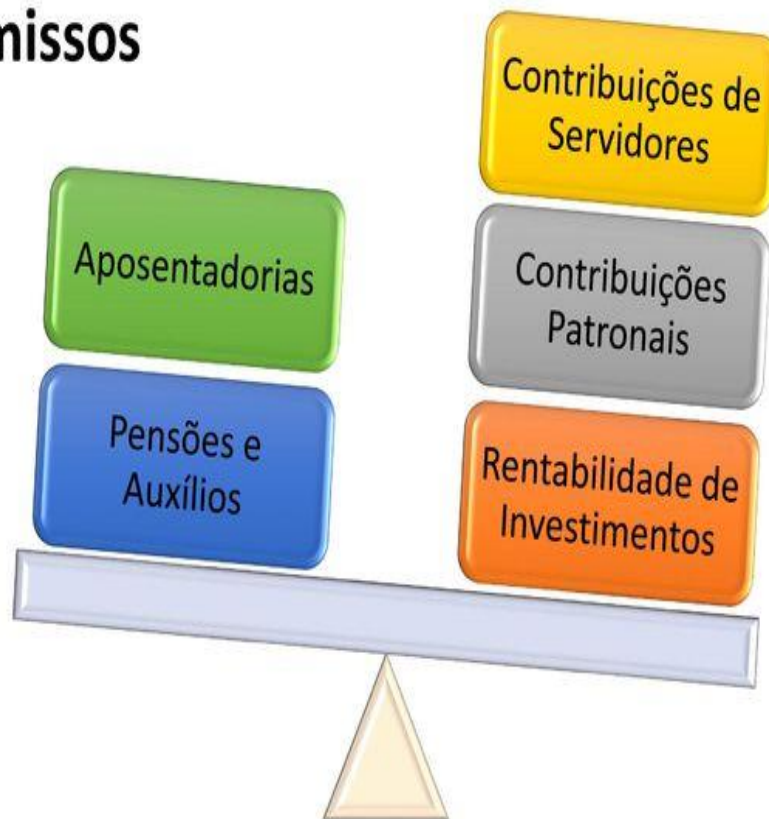 missos
Aposentadorias
Pensões e
Auxílios
Contribuições de
Servidores
Contribuições
Patronais
Rentabilidade de
Investimentos